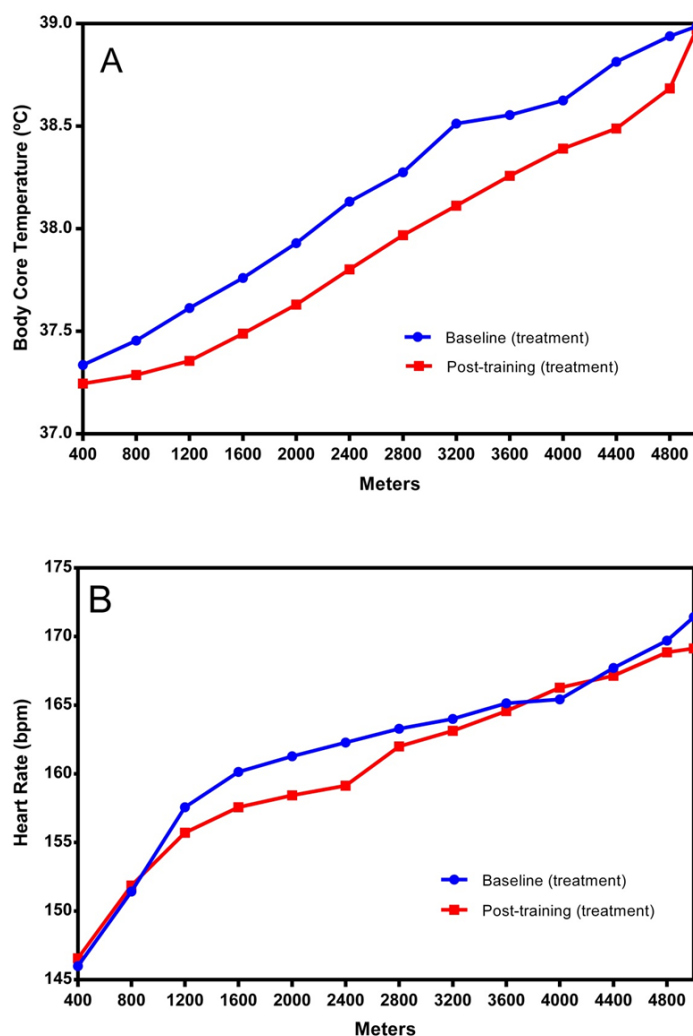 A
Body Core Temperature (ºC)
39.0
38.5
38.0
37.5
37.0
Baseline (treatment)
Post-training (treatment)
400 800 1200 1600 2000 2400 2800 3200 3600 4000 4400 4800
Meters
B
Heart Rate (bpm)
175
170
165
160
155
150
145
Baseline (treatment)
Post-training (treatment)
400 800 1200 1600 2000 2400 2800 3200 3600 4000 4400 4800
Meters